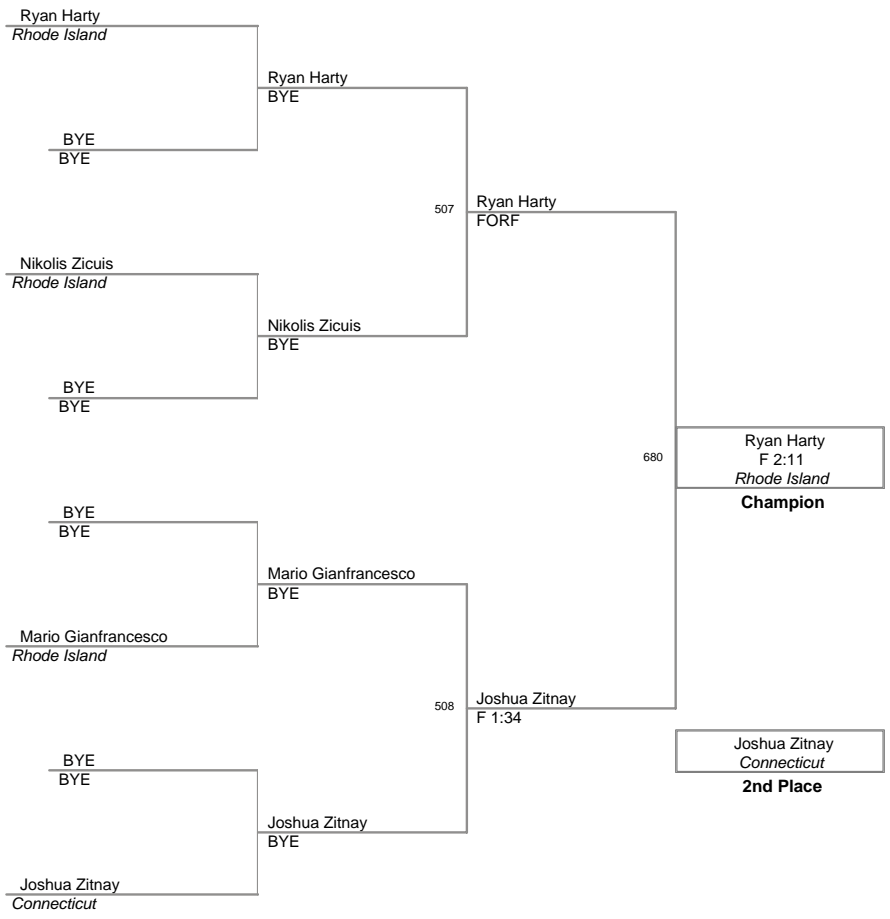 Ryan Harty
Rhode Island
Ryan Harty
BYE
BYE
BYE
507
Ryan Harty
FORF
Nikolis Zicuis
Rhode Island
Nikolis Zicuis
BYE
BYE
BYE
680
Ryan Harty
F 2:11
Rhode Island
Champion
BYE
BYE
Mario Gianfrancesco
BYE
Mario Gianfrancesco
Rhode Island
508
Joshua Zitnay
F 1:34
Joshua Zitnay
Connecticut
2nd Place
BYE
BYE
Joshua Zitnay
BYE
Joshua Zitnay
Connecticut